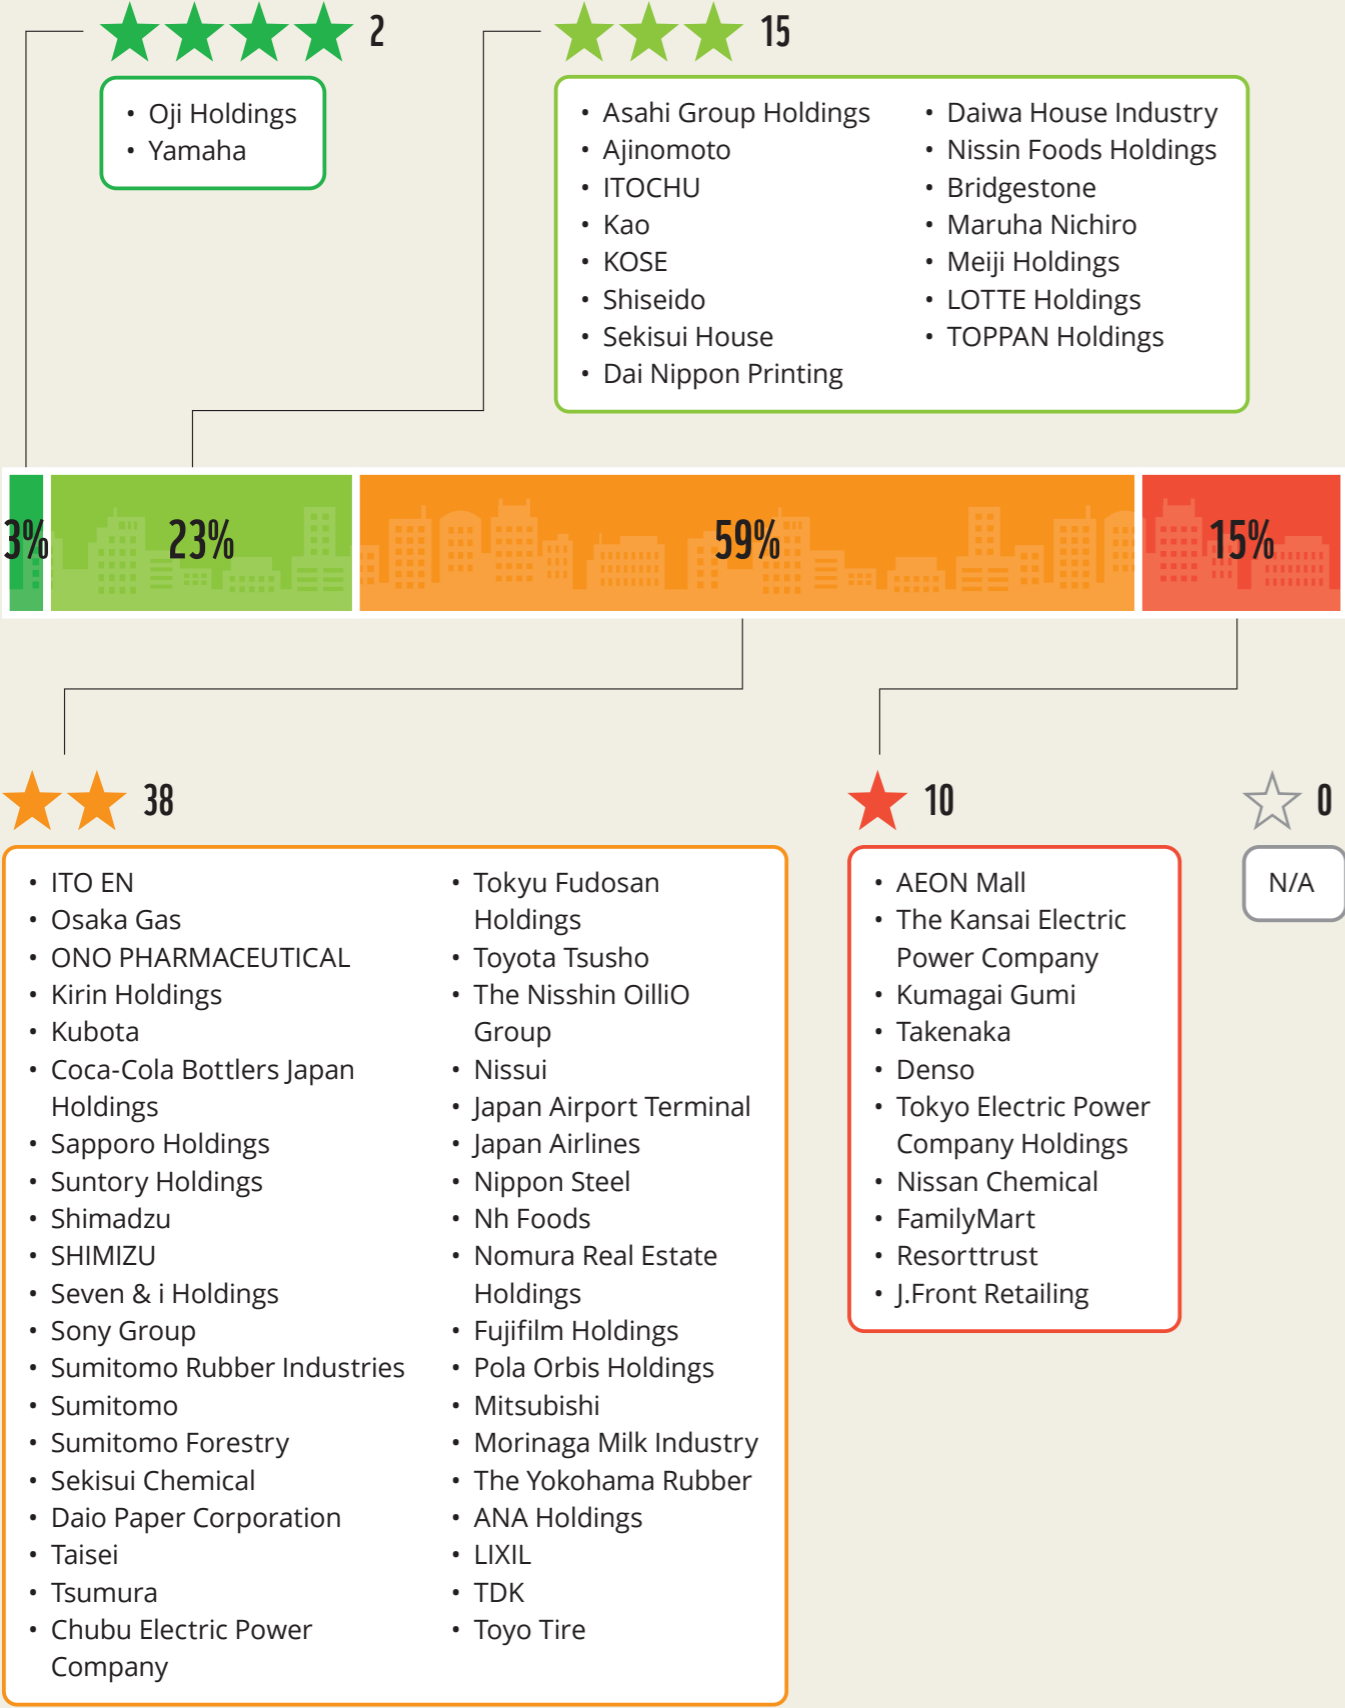 2
• Oji Holdings
• Yamaha
15
• Asahi Group Holdings
• Ajinomoto
• ITOCHU
• Kao
• KOSE
• Shiseido
• Sekisui House
• Dai Nippon Printing
• Daiwa House Industry
• Nissin Foods Holdings
• Bridgestone
• Maruha Nichiro
• Meiji Holdings
• LOTTE Holdings
• TOPPAN Holdings
3%
23%
59%
15%
38
• ITO EN
• Osaka Gas
• ONO PHARMACEUTICAL
• Kirin Holdings
• Kubota
• Coca-Cola Bottlers Japan
Holdings
• Sapporo Holdings
• Suntory Holdings
• Shimadzu
• SHIMIZU
• Seven & i Holdings
• Sony Group
• Sumitomo Rubber Industries
• Sumitomo
• Sumitomo Forestry
• Sekisui Chemical
• Daio Paper Corporation
• Taisei
• Tsumura
• Chubu Electric Power
Company
• Tokyu Fudosan
Holdings
• Toyota Tsusho
• The Nisshin OilliO
Group
• Nissui
• Japan Airport Terminal
• Japan Airlines
• Nippon Steel
• Nh Foods
• Nomura Real Estate
Holdings
• Fujifilm Holdings
• Pola Orbis Holdings
• Mitsubishi
• Morinaga Milk Industry
• The Yokohama Rubber
• ANA Holdings
• LIXIL
• TDK
• Toyo Tire
10
• AEON Mall
• The Kansai Electric
Power Company
• Kumagai Gumi
• Takenaka
• Denso
• Tokyo Electric Power
Company Holdings
• Nissan Chemical
• FamilyMart
• Resorttrust
• J.Front Retailing
0
N/A